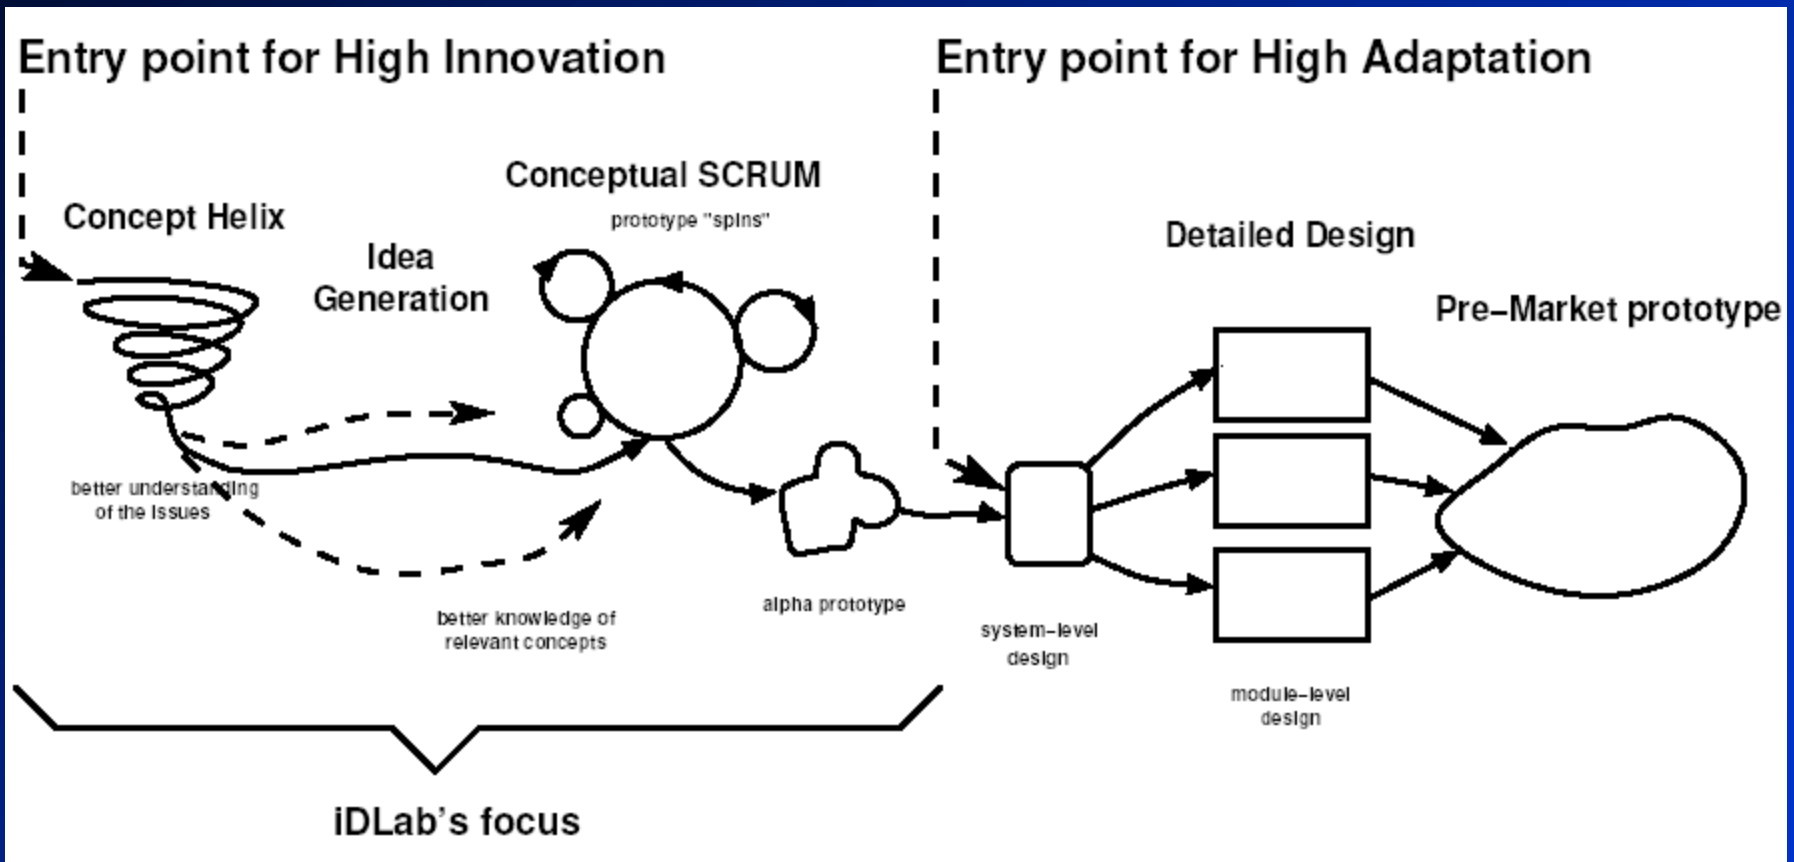 Entry point for High Innovation
Entry point for High Adaptation
Conceptual SCRUM
prototype "spins"
Concept Helix
Idea
Generation
Detailed Design
Pre-Market prototype
better understanding
of the Issues
better knowledge of
relevant concepts
alpha prototype
system-level
design
module-level
design
iDLab's focus